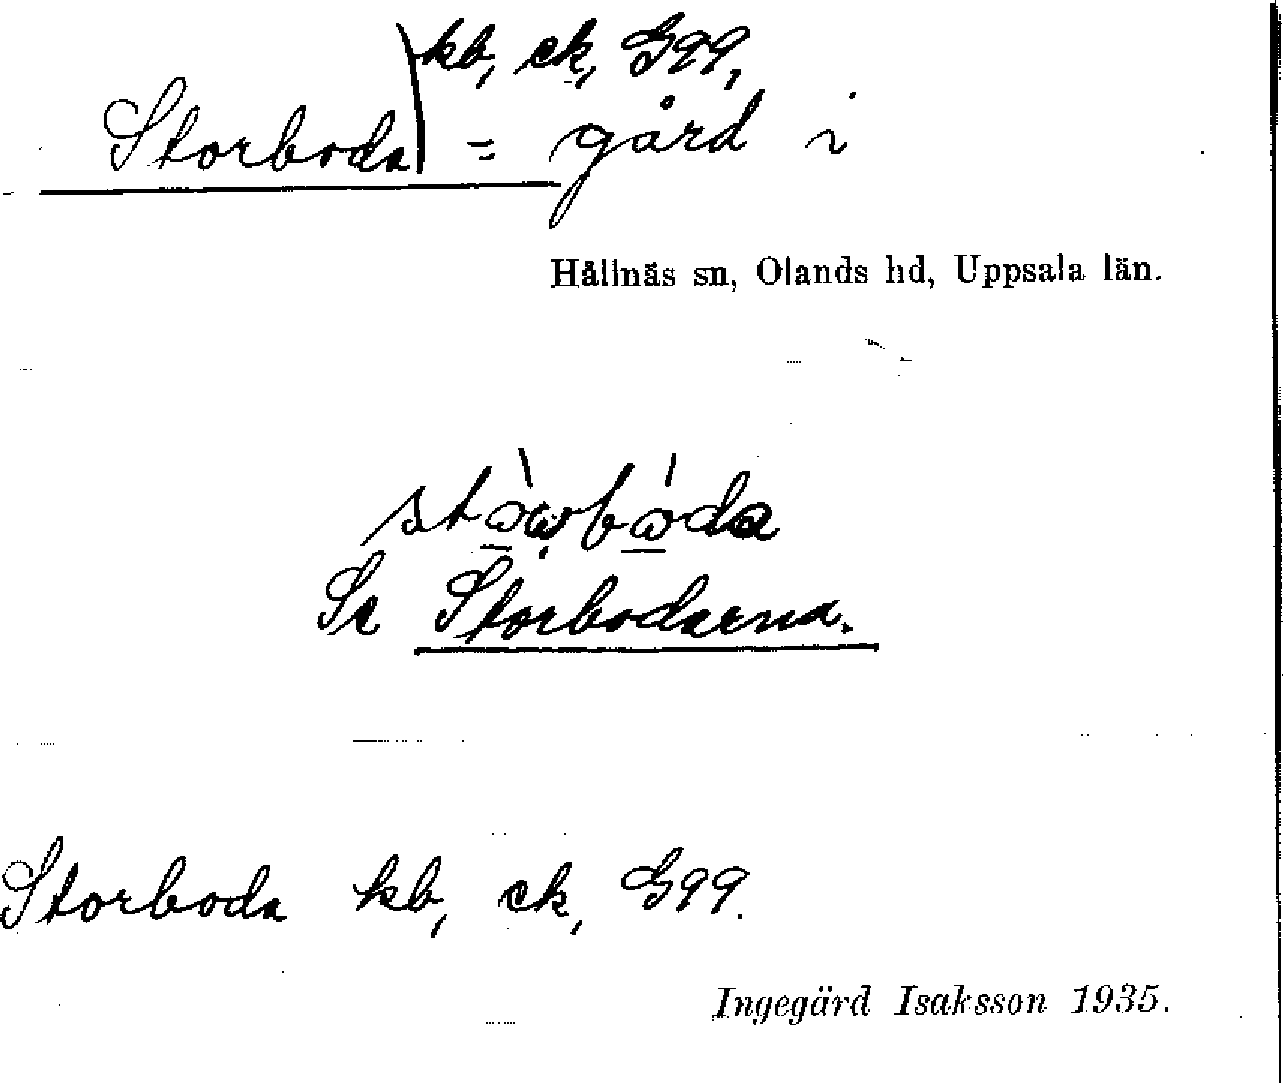 kb, ek, G99,
Storboda = gård i
Hållnäs sn, Olands hd, Uppsala län.
Se Storbodarna.
Storboda kb, ek, G99.
Ingegärd Isaksson 1935.